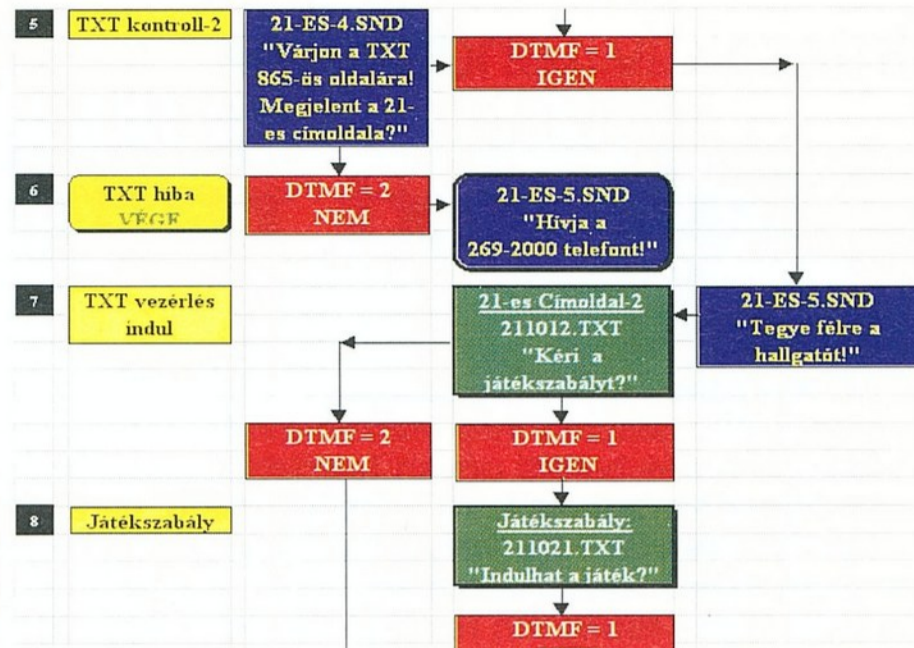 5
TXT kontroll-2
21-ES-4.SND
"Várjon a TXT
865-ös oldalára!
Megjelent a 21-
es címoldala?"
DTMF = 1
IGEN
6
TXT hiba
VÉGE
DTMF = 2
NEM
21-ES-5.SND
"Hívja a
269-2000 telefont!"
7
TXT vezérlés
indul
21-es Címoldal-2
211012.TXT
"Kéri a
játékszabályt?"
21-ES-5.SND
"Tegye félre a
hallgatót!"
DTMF = 2
NEM
DTMF = 1
IGEN
8
Játékszabály
Játékszabály:
211021.TXT
"Indulhat a játék?"
DTMF = 1